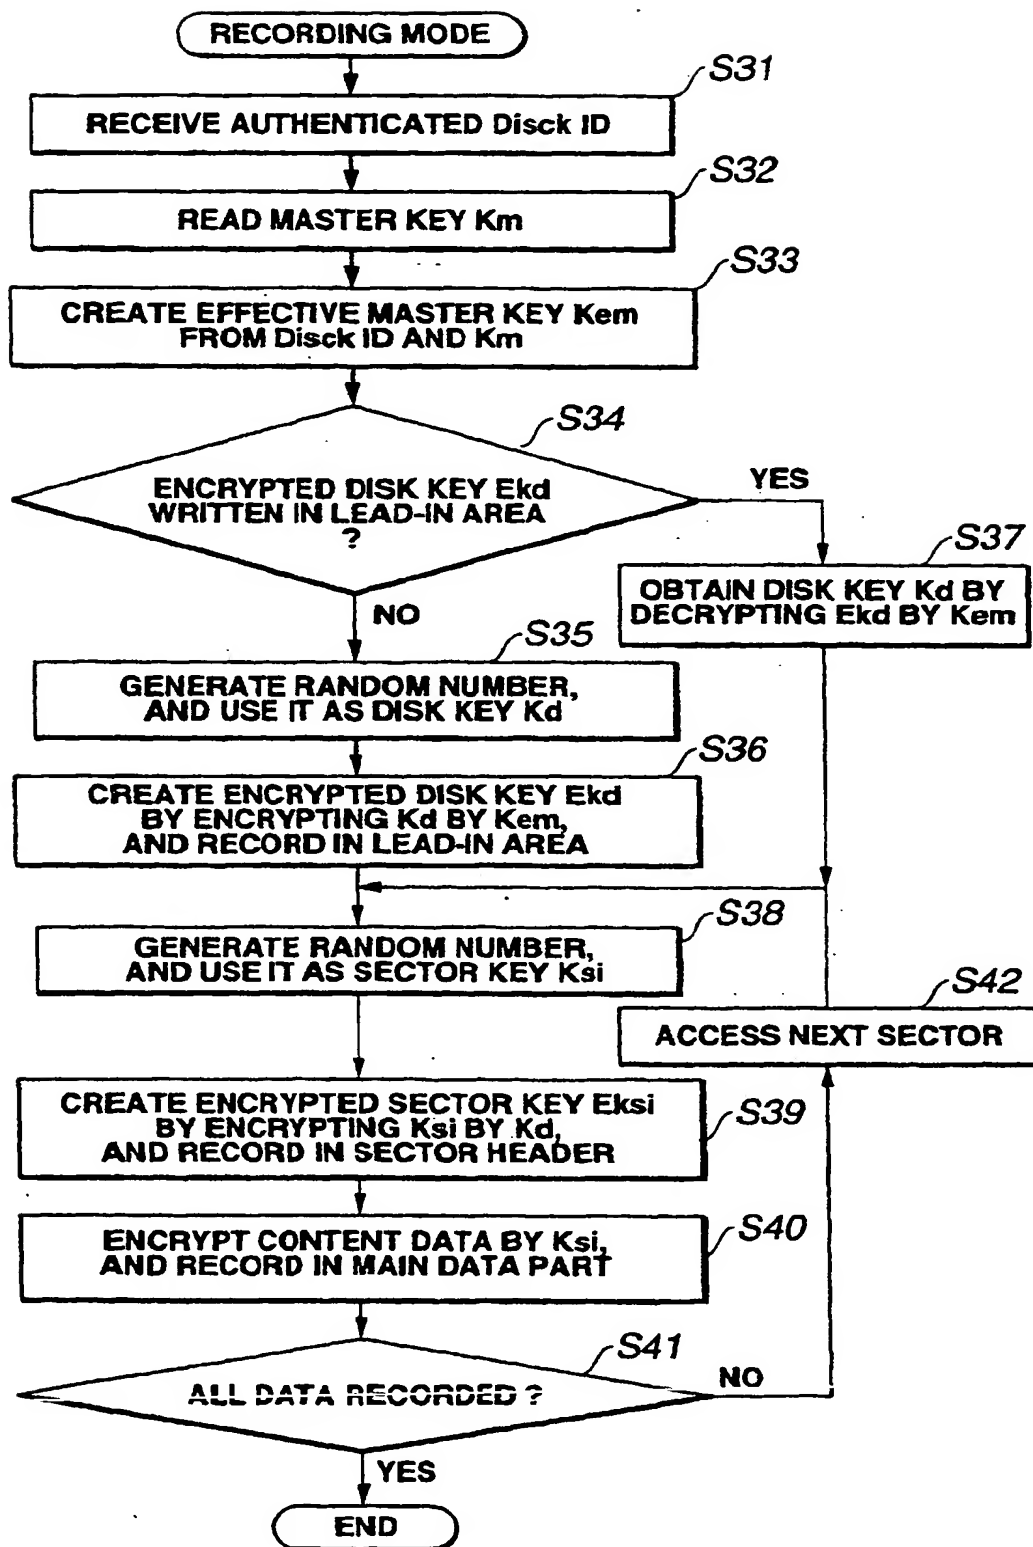 RECORDING MODE
S31
RECEIVE AUTHENTICATED Disck ID
S32
READ MASTER KEY Km
S33
CREATE EFFECTIVE MASTER KEY Kem
FROM Disck ID AND Km
S34
ENCRYPTED DISK KEY Ekd
WRITTEN IN LEAD-IN AREA
?
YES
NO
S37
OBTAIN DISK KEY Kd BY
DECRYPTING Ekd BY Kem
S35
GENERATE RANDOM NUMBER,
AND USE IT AS DISK KEY Kd
S36
CREATE ENCRYPTED DISK KEY Ekd
BY ENCRYPTING Kd BY Kem,
AND RECORD IN LEAD-IN AREA
S38
GENERATE RANDOM NUMBER,
AND USE IT AS SECTOR KEY Ksi
S42
ACCESS NEXT SECTOR
CREATE ENCRYPTED SECTOR KEY Eksi
BY ENCRYPTING Ksi BY Kd,
AND RECORD IN SECTOR HEADER
S39
ENCRYPT CONTENT DATA BY Ksi,
AND RECORD IN MAIN DATA PART
S40
S41
ALL DATA RECORDED ?
NO
YES
END